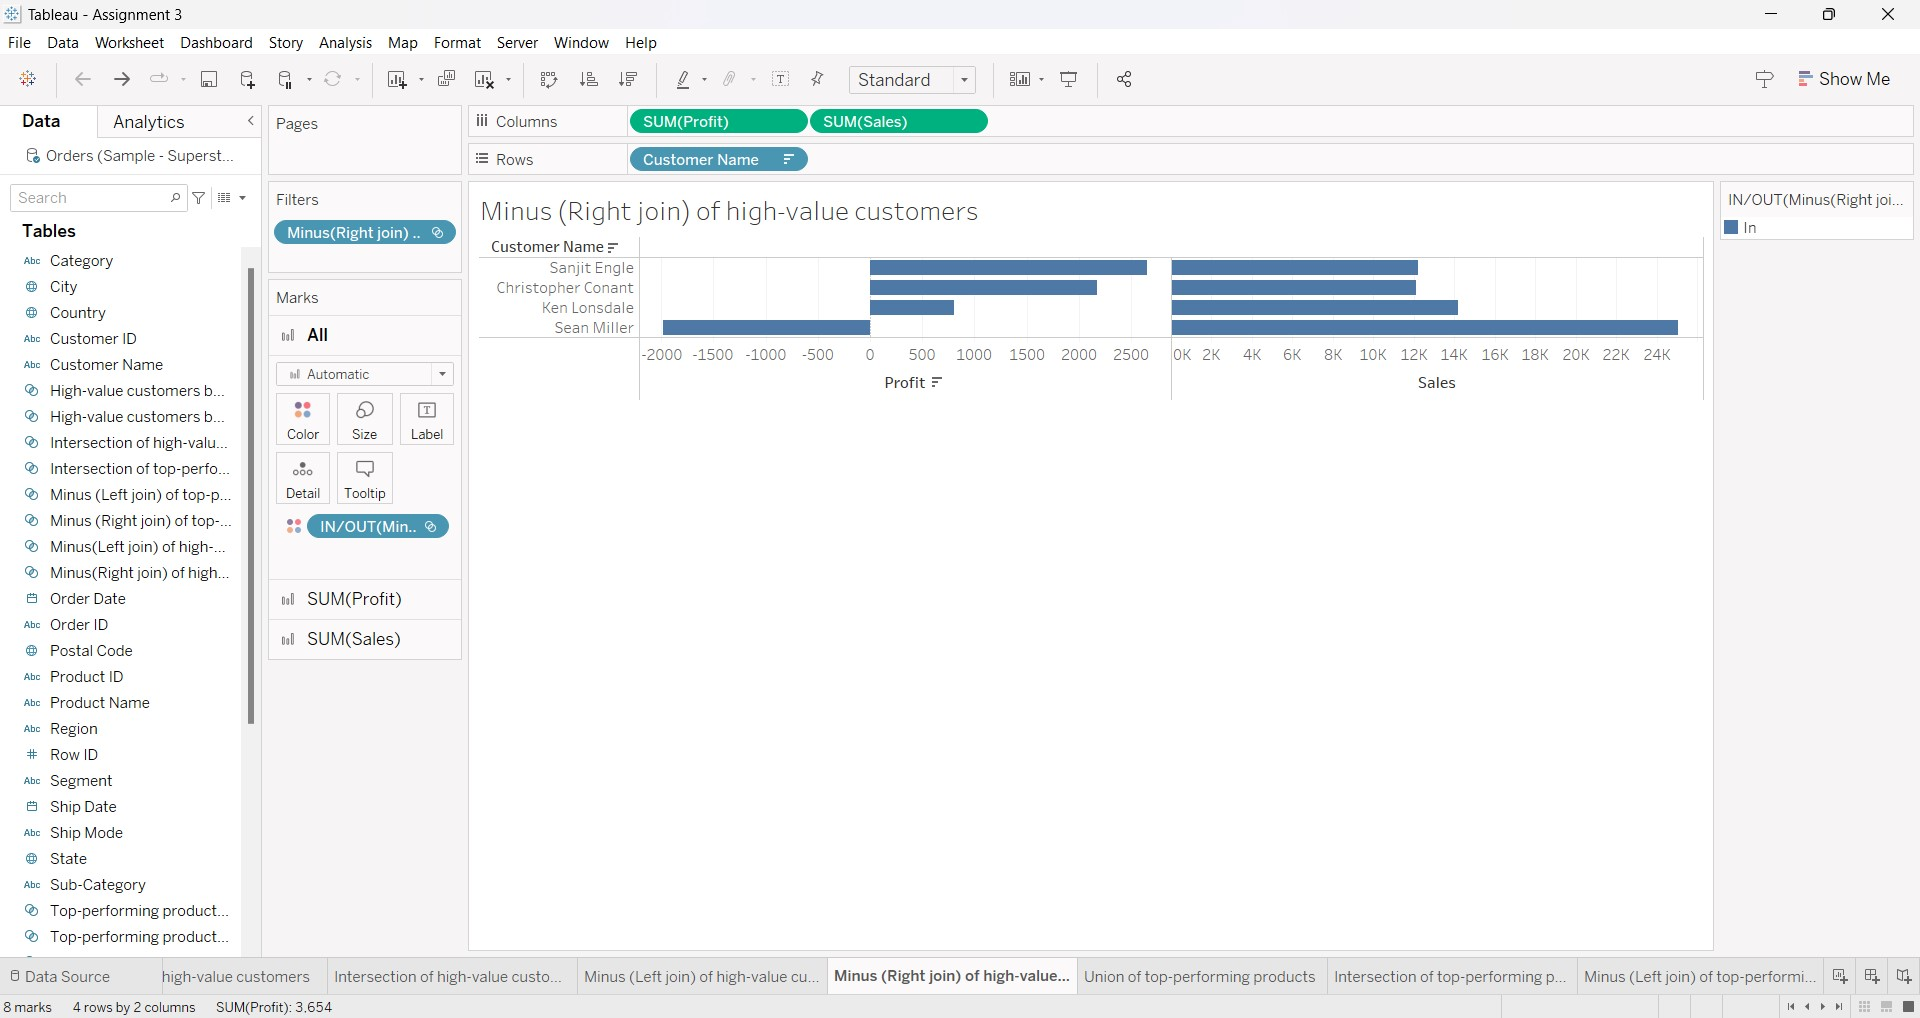 Tableau - Assignment 3
File Data Worksheet Dashboard Story Analysis Map Format Server Window Help
Standard
Show Me
Data Analytics
Orders (Sample - Superst...
Search
Tables
Category
City
Country
Customer ID
Customer Name
High-value customers b...
High-value customers b...
Intersection of high-valu...
Intersection of top-perfo...
Minus (Left join) of top-p...
Minus (Right join) of top-...
Minus(Left join) of high-...
Minus(Right join) of high...
Order Date
Order ID
Postal Code
Product ID
Product Name
Region
Row ID
Segment
Ship Date
Ship Mode
State
Sub-Category
Top-performing product...
Top-performing product...
Pages
Filters
Minus(Right join) ..
Marks
All
Automatic
Color Size Label
Detail Tooltip
IN/OUT(Min..
SUM(Profit)
SUM(Sales)
Columns SUM(Profit) SUM(Sales)
Rows Customer Name
Minus (Right join) of high-value customers
Customer Name
Sanjit Engle
Christopher Conant
Ken Lonsdale
Sean Miller
-2000 -1500 -1000 -500 0 500 1000 1500 2000 2500 0K 2K 4K 6K 8K 10K 12K 14K 16K 18K 20K 22K 24K
Profit Sales
IN/OUT(Minus(Right joi...
In
Data Source high-value customers Intersection of high-value custo... Minus (Left join) of high-value cu... Minus (Right join) of high-value... Union of top-performing products Intersection of top-performing p... Minus (Left join) of top-performi...
8 marks 4 rows by 2 columns SUM(Profit): 3,654